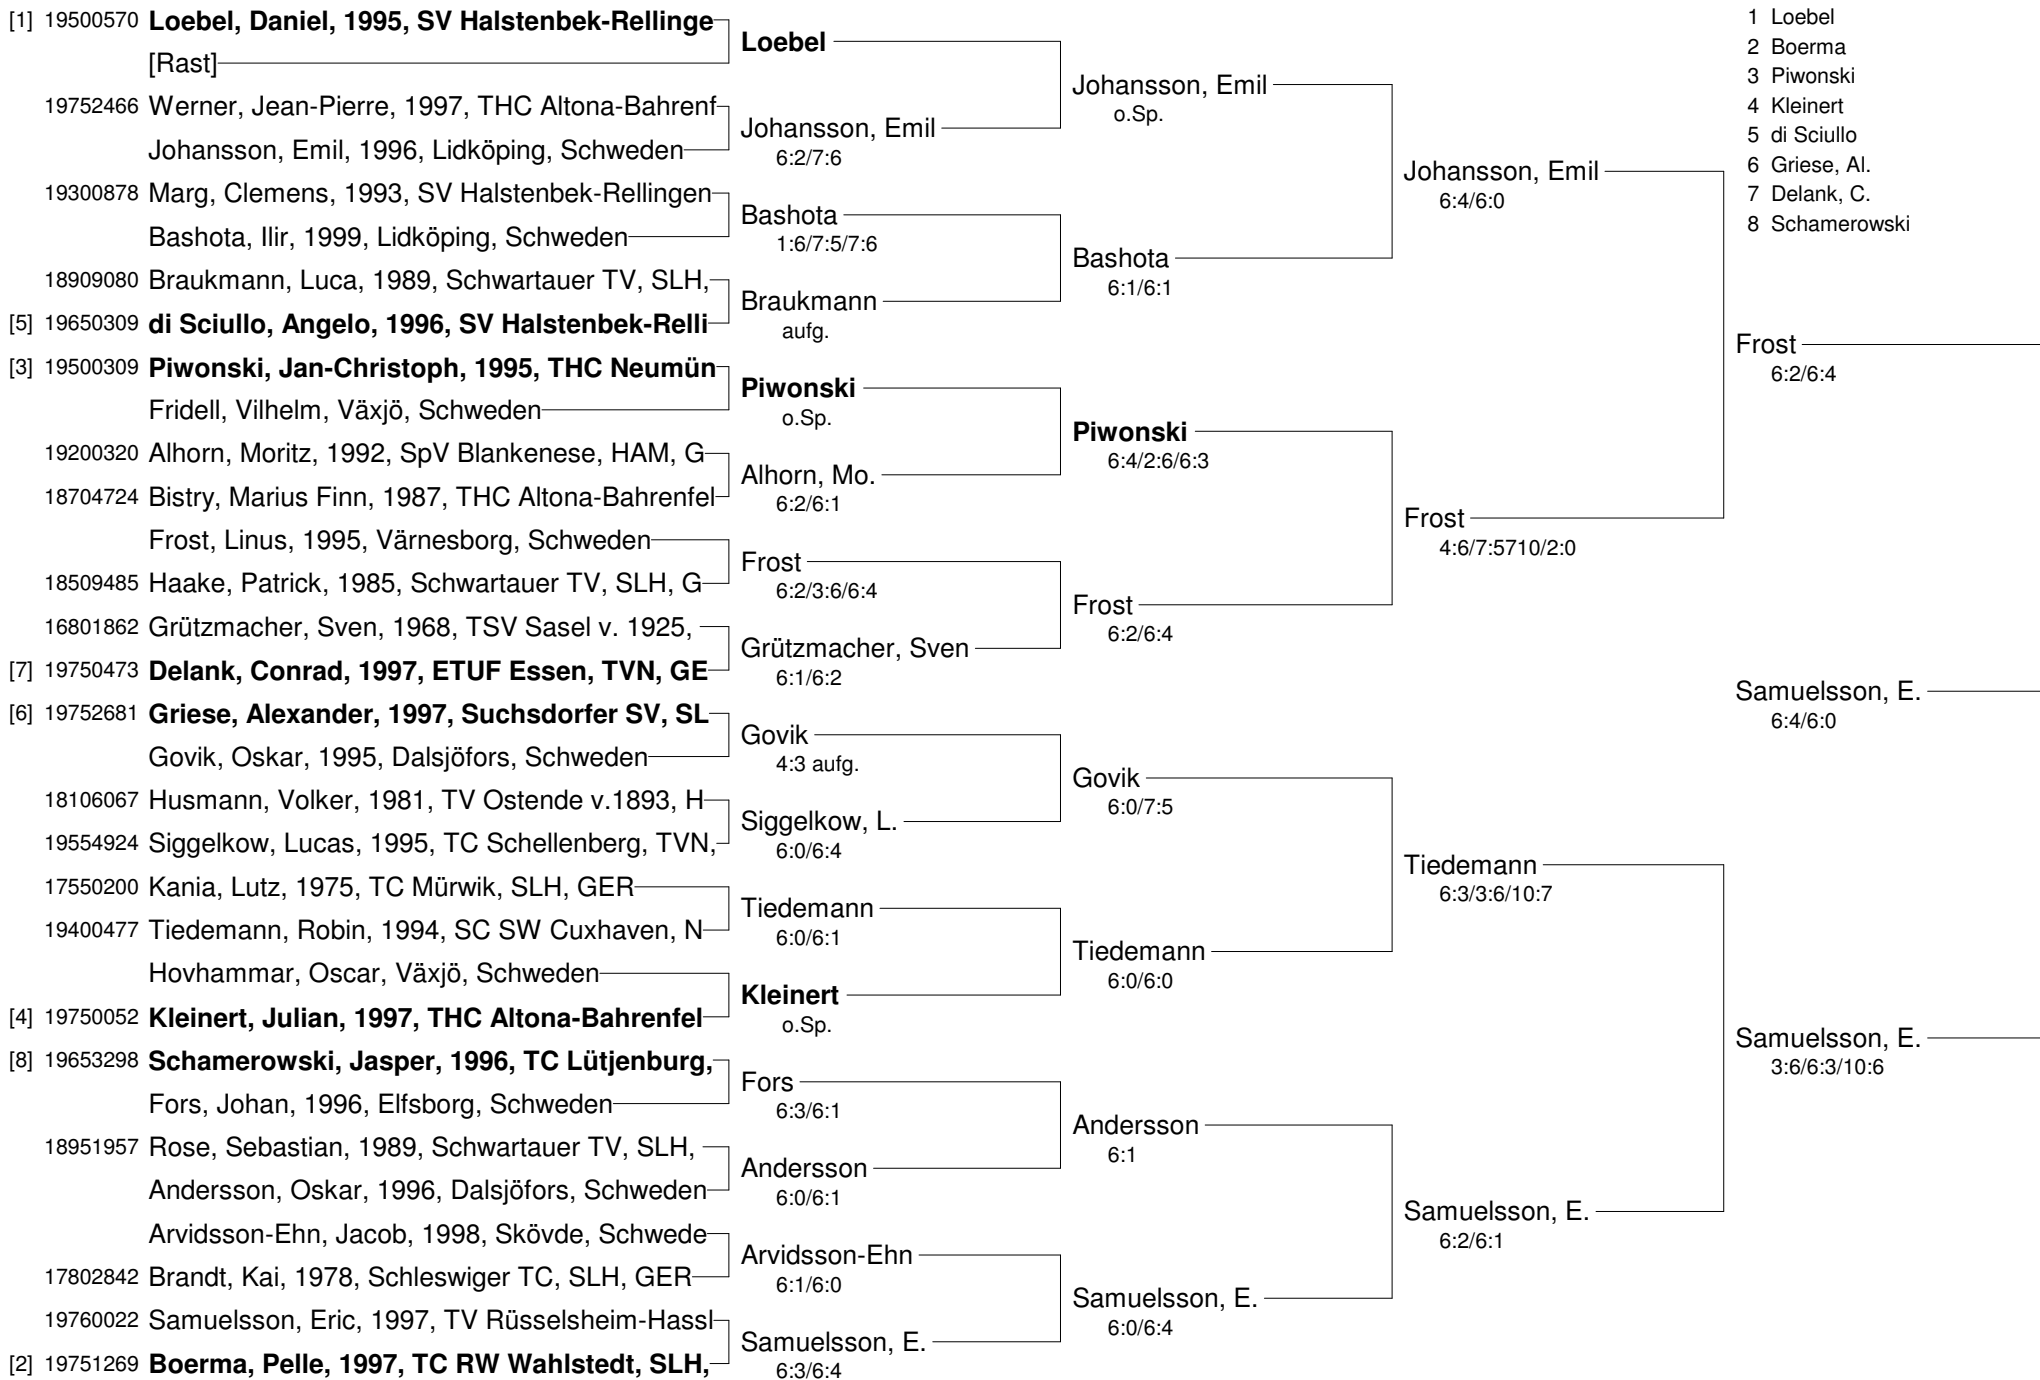 [1] 19500570 Loebel, Daniel, 1995, SV Halstenbek-Rellinge
[Rast]
19752466 Werner, Jean-Pierre, 1997, THC Altona-Bahrenf
Johansson, Emil, 1996, Lidköping, Schweden
19300878 Marg, Clemens, 1993, SV Halstenbek-Rellingen
Bashota, Ilir, 1999, Lidköping, Schweden
18909080 Braukmann, Luca, 1989, Schwartauer TV, SLH,
[5] 19650309 di Sciullo, Angelo, 1996, SV Halstenbek-Relli
[3] 19500309 Piwonski, Jan-Christoph, 1995, THC Neumün
Fridell, Vilhelm, Växjö, Schweden
19200320 Alhorn, Moritz, 1992, SpV Blankenese, HAM, G
18704724 Bistry, Marius Finn, 1987, THC Altona-Bahrenfel
Frost, Linus, 1995, Värnesborg, Schweden
18509485 Haake, Patrick, 1985, Schwartauer TV, SLH, G
16801862 Grützmacher, Sven, 1968, TSV Sasel v. 1925,
[7] 19750473 Delank, Conrad, 1997, ETUF Essen, TVN, GE
[6] 19752681 Griese, Alexander, 1997, Suchsdorfer SV, SL
Govik, Oskar, 1995, Dalsjöfors, Schweden
18106067 Husmann, Volker, 1981, TV Ostende v.1893, H
19554924 Siggelkow, Lucas, 1995, TC Schellenberg, TVN,
17550200 Kania, Lutz, 1975, TC Mürwik, SLH, GER
19400477 Tiedemann, Robin, 1994, SC SW Cuxhaven, N
Hovhammar, Oscar, Växjö, Schweden
[4] 19750052 Kleinert, Julian, 1997, THC Altona-Bahrenfel
[8] 19653298 Schamerowski, Jasper, 1996, TC Lütjenburg,
Fors, Johan, 1996, Elfsborg, Schweden
18951957 Rose, Sebastian, 1989, Schwartauer TV, SLH,
Andersson, Oskar, 1996, Dalsjöfors, Schweden
Arvidsson-Ehn, Jacob, 1998, Skövde, Schwede
17802842 Brandt, Kai, 1978, Schleswiger TC, SLH, GER
19760022 Samuelsson, Eric, 1997, TV Rüsselsheim-Hassl
[2] 19751269 Boerma, Pelle, 1997, TC RW Wahlstedt, SLH,
Loebel
Johansson, Emil
6:2/7:6
Bashota
1:6/7:5/7:6
Braukmann
aufg.
Piwonski
o.Sp.
Alhorn, Mo.
6:2/6:1
Frost
6:2/3:6/6:4
Grützmacher, Sven
6:1/6:2
Govik
4:3 aufg.
Siggelkow, L.
6:0/6:4
Tiedemann
6:0/6:1
Kleinert
o.Sp.
Fors
6:3/6:1
Andersson
6:0/6:1
Arvidsson-Ehn
6:1/6:0
Samuelsson, E.
6:3/6:4
Johansson, Emil
o.Sp.
Bashota
6:1/6:1
Piwonski
6:4/2:6/6:3
Frost
6:2/6:4
Govik
6:0/7:5
Tiedemann
6:0/6:0
Andersson
6:1
Samuelsson, E.
6:0/6:4
Johansson, Emil
6:4/6:0
Frost
4:6/7:5710/2:0
Tiedemann
6:3/3:6/10:7
Samuelsson, E.
6:2/6:1
1 Loebel
2 Boerma
3 Piwonski
4 Kleinert
5 di Sciullo
6 Griese, Al.
7 Delank, C.
8 Schamerowski
Frost
6:2/6:4
Samuelsson, E.
6:4/6:0
Samuelsson, E.
3:6/6:3/10:6